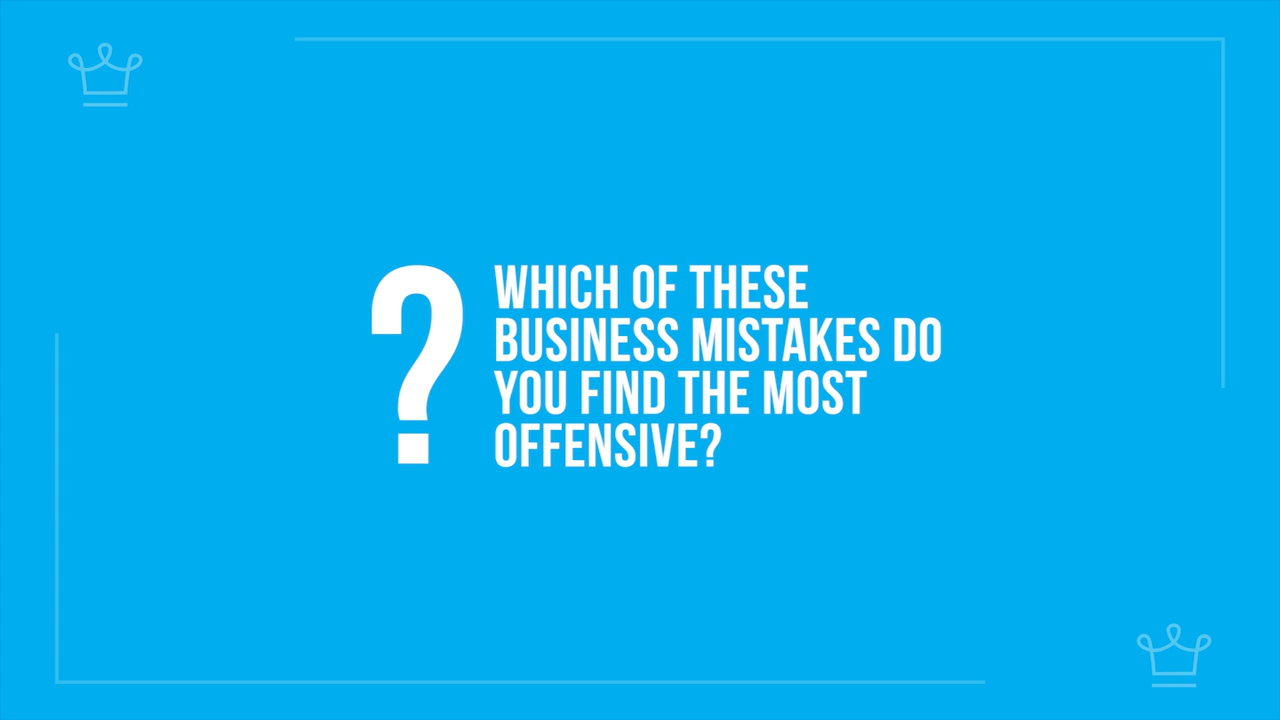 ?
WHICH OF THESE
BUSINESS MISTAKES DO
YOU FIND THE MOST
OFFENSIVE?